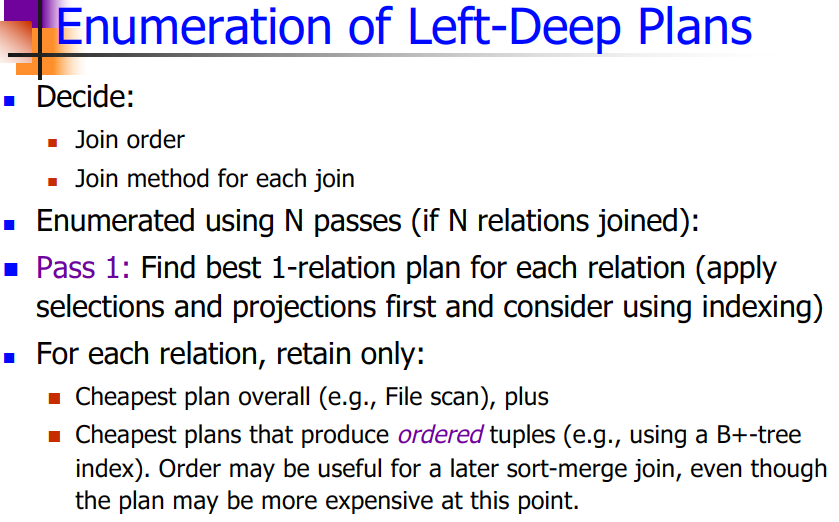 Enumeration of Left-Deep Plans
Decide:
Join order
Join method for each join
Enumerated using N passes (if N relations joined):
Pass 1: Find best 1-relation plan for each relation (apply
selections and projections first and consider using indexing)
For each relation, retain only:
Cheapest plan overall (e.g., File scan), plus
Cheapest plans that produce ordered tuples (e.g., using a B+-tree
index). Order may be useful for a later sort-merge join, even though
the plan may be more expensive at this point.